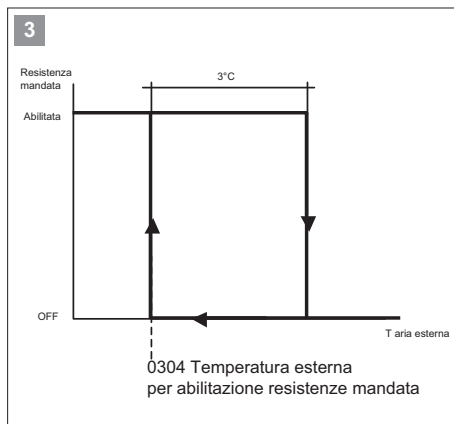 3
Resistenza
mandata
3°C
Abilitata
OFF
T aria esterna
0304 Temperatura esterna
per abilitazione resistenze mandata